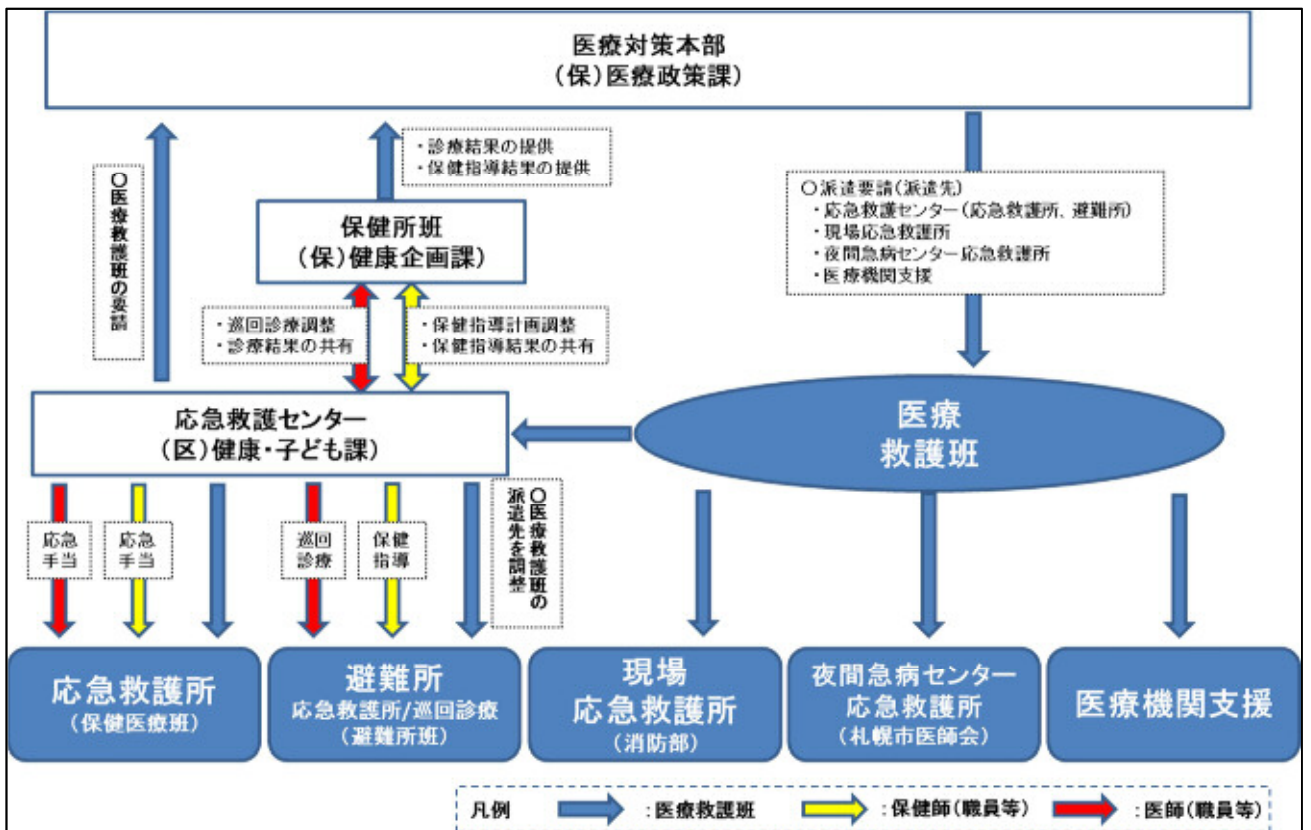 医療対策本部
(保)医療政策課)
・診療結果の提供
・保健指導結果の提供
〇医療救護班の要請
〇派遣要請(派遣先)
・応急救護センター(応急救護所、避難所)
・現場応急救護所
・夜間急病センター応急救護所
・医療機関支援
保健所班
(保)健康企画課)
・巡回診療調整
・診療結果の共有
・保健指導計画調整
・保健指導結果の共有
応急救護センター
(区)健康・子ども課)
医療
救護班
応急
手当
応急
手当
巡回
診療
保健
指導
〇医療救護班の
派遣先を調整
応急救護所
(保健医療班)
避難所
応急救護所/巡回診療
(避難所班)
現場
応急救護所
(消防部)
夜間急病センター
応急救護所
(札幌市医師会)
医療機関支援
凡例 :医療救護班 :保健師(職員等) :医師(職員等)